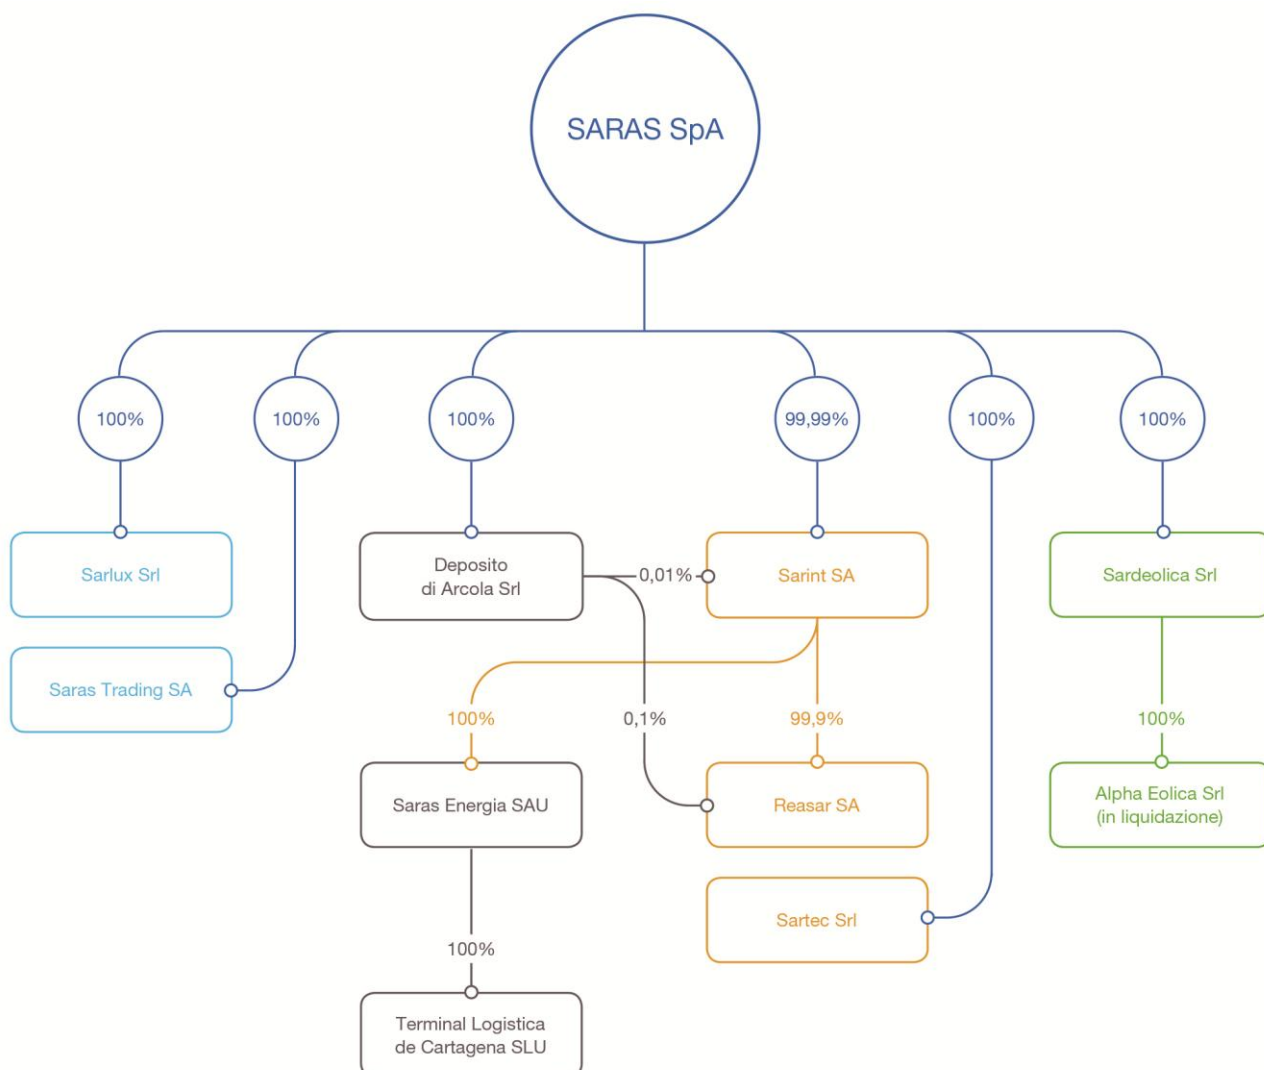 SARAS SpA
100%
100%
100%
99,99%
100%
100%
Sarlux Srl
Deposito
di Arcola Srl
0,01%
Sarint SA
Sardeolica Srl
Saras Trading SA
100%
0,1%
99,9%
100%
Saras Energia SAU
Reasar SA
Alpha Eolica Srl
(in liquidazione)
Sartec Srl
100%
Terminal Logistica
de Cartagena SLU